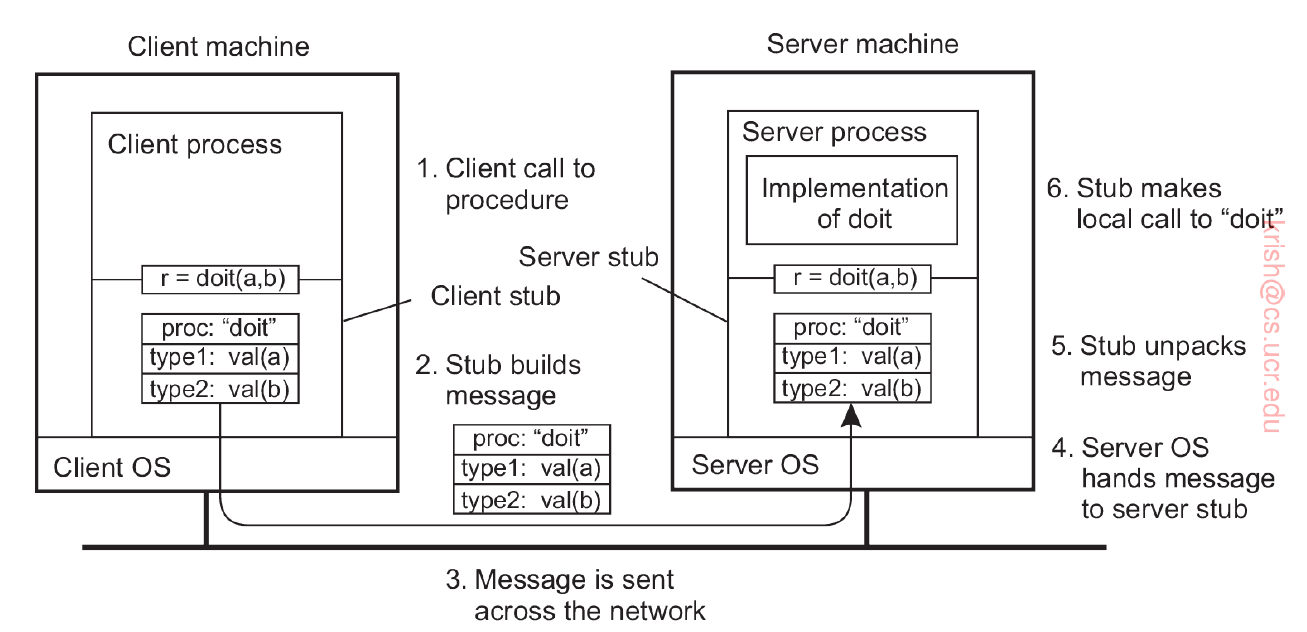 Client machine
Server machine
Client process
1. Client call to
procedure
Server process
Implementation
of doit
6. Stub makes
local call to “doit”
Server stub
r = doit(a,b)
Client stub
r = doit(a,b)
proc: “doit”
type1: val(a)
type2: val(b)
2. Stub builds
message
proc: “doit”
type1: val(a)
type2: val(b)
proc: “doit”
type1: val(a)
type2: val(b)
5. Stub unpacks
message
Client OS
Server OS
4. Server OS
hands message
to server stub
3. Message is sent
across the network
krish@cs.ucr.edu